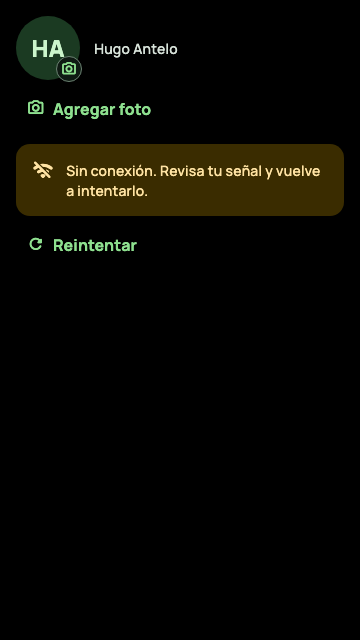 HA
Hugo Antelo
Agregar foto
Sin conexión. Revisa tu señal y vuelve
a intentarlo.
Reintentar